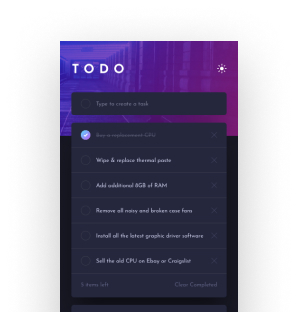 TODO
Type to create a task
Buy a replacement CPU
Wipe & replace thermal paste
Add additional 8GB of RAM
Remove all noisy and broken case fans
Install all the latest graphic driver software
Sell the old CPU on Ebay or Craigslist
5 items left
Clear Completed